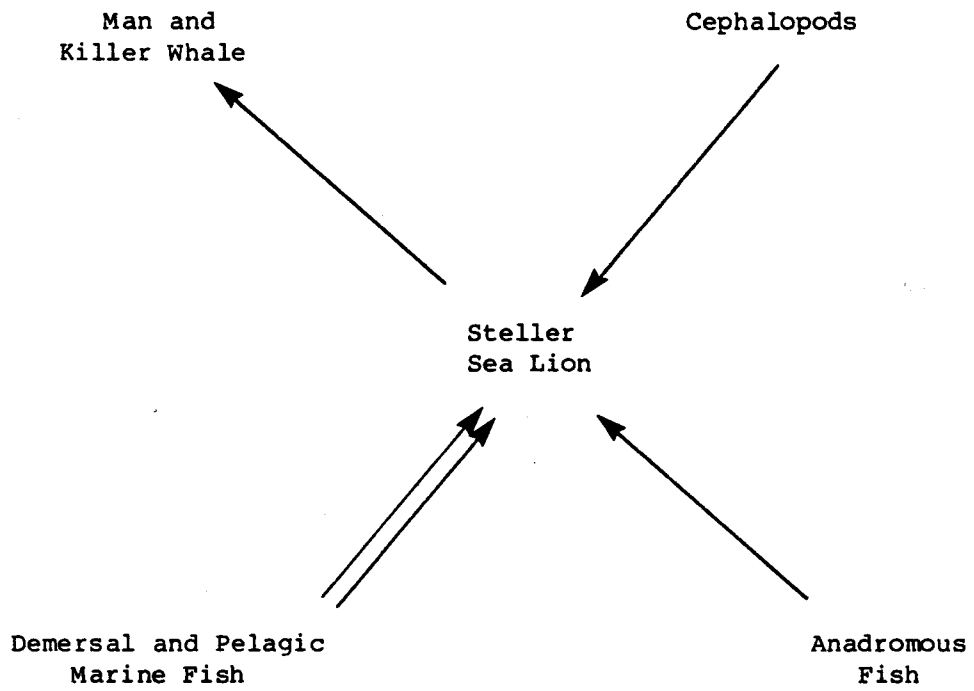 Man and
Killer Whale
Cephalopods
Steller
Sea Lion
Demersal and Pelagic
Marine Fish
Anadromous
Fish